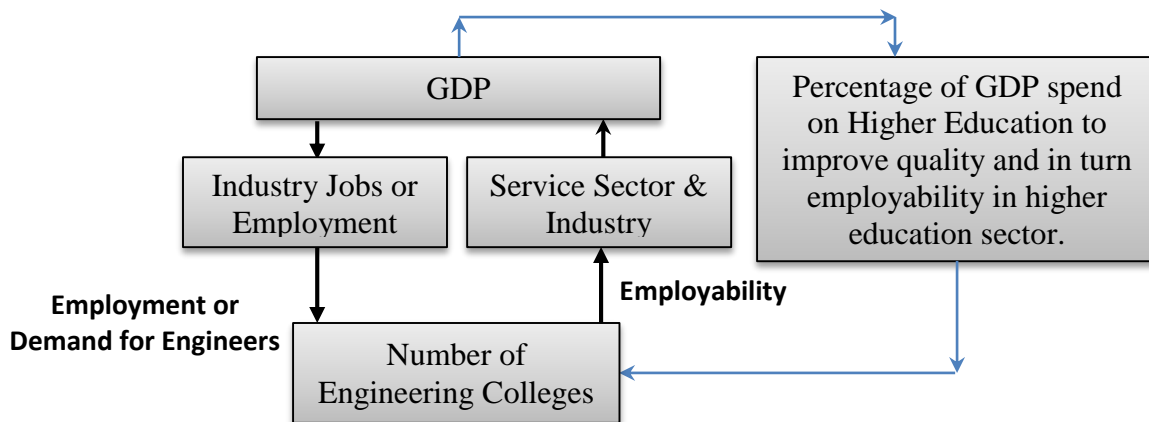 GDP
Percentage of GDP spend
on Higher Education to
improve quality and in turn
employability in higher
education sector.
Industry Jobs or
Employment
Service Sector &
Industry
Employment or
Demand for Engineers
Employability
Number of
Engineering Colleges